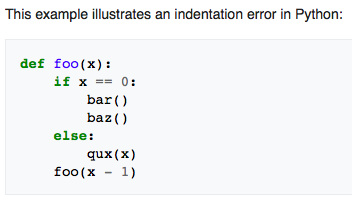 This example illustrates an indentation error in Python:
def foo(x):
    if x == 0:
        bar()
        baz()
    else:
        qux(x)
    foo(x - 1)